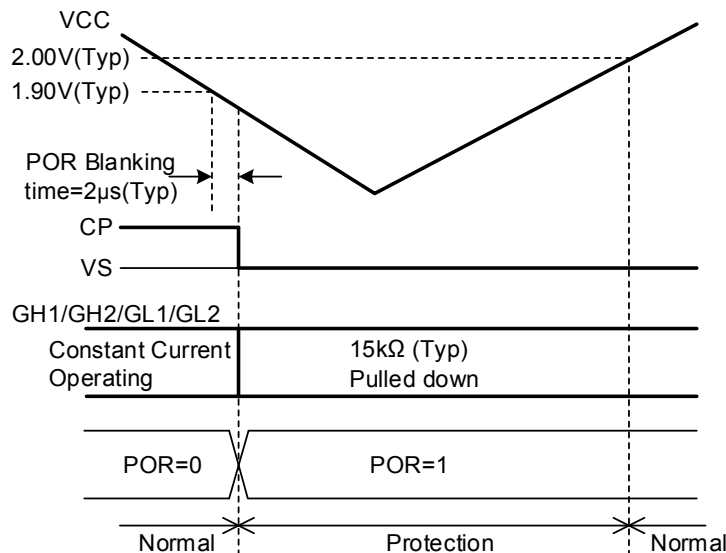 VCC
2.00V(Typ)
1.90V(Typ)
POR Blanking
time=2μs(Typ)
CP
VS
GH1/GH2/GL1/GL2
Constant Current
Operating
15kΩ (Typ)
Pulled down
POR=0
POR=1
Normal
Protection
Normal